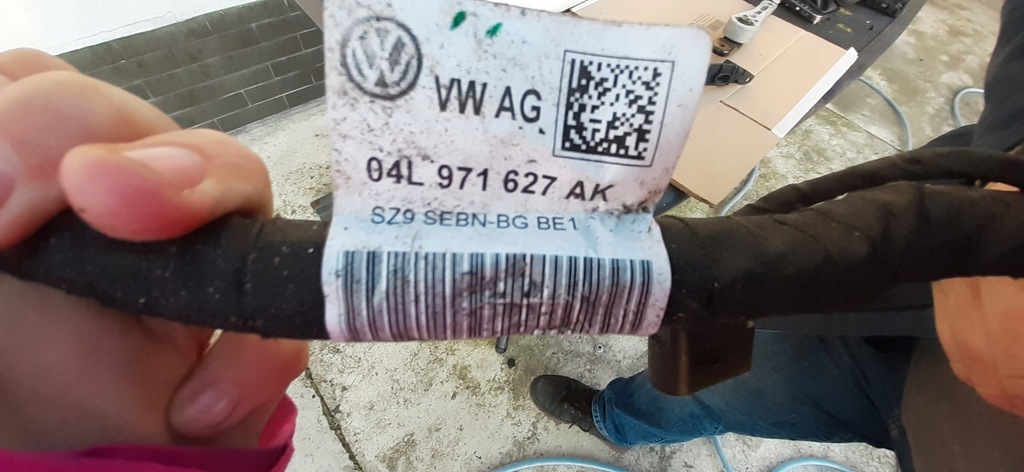 VW AG
04L 971 627 AK
SZ9 SEBN-BG BE1